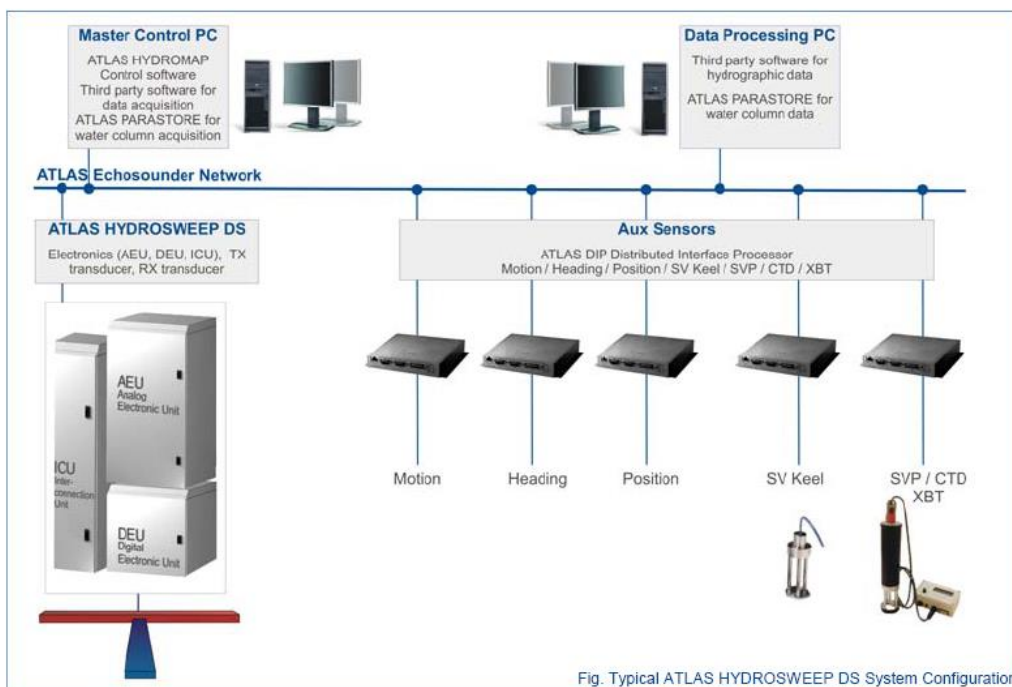 Master Control PC
ATLAS HYDROMAP
Control software
Third party software for
data acquisition
ATLAS PARASTORE for
water column acquisition
Data Processing PC
Third party software for
hydrographic data
ATLAS PARASTORE for
water column data
ATLAS Echosounder Network
ATLAS HYDROSWEEP DS
Electronics (AEU, DEU, ICU), TX
transducer, RX transducer
Aux Sensors
ATLAS DIP Distributed Interface Processor
Motion / Heading / Position / SV Keel / SVP / CTD / XBT
AEU
Analog
Electronic Unit
ICU
Inter-
connection
Unit
DEU
Digital
Electronic Unit
Motion
Heading
Position
SV Keel
SVP / CTD
XBT
Fig. Typical ATLAS HYDROSWEEP DS System Configuration